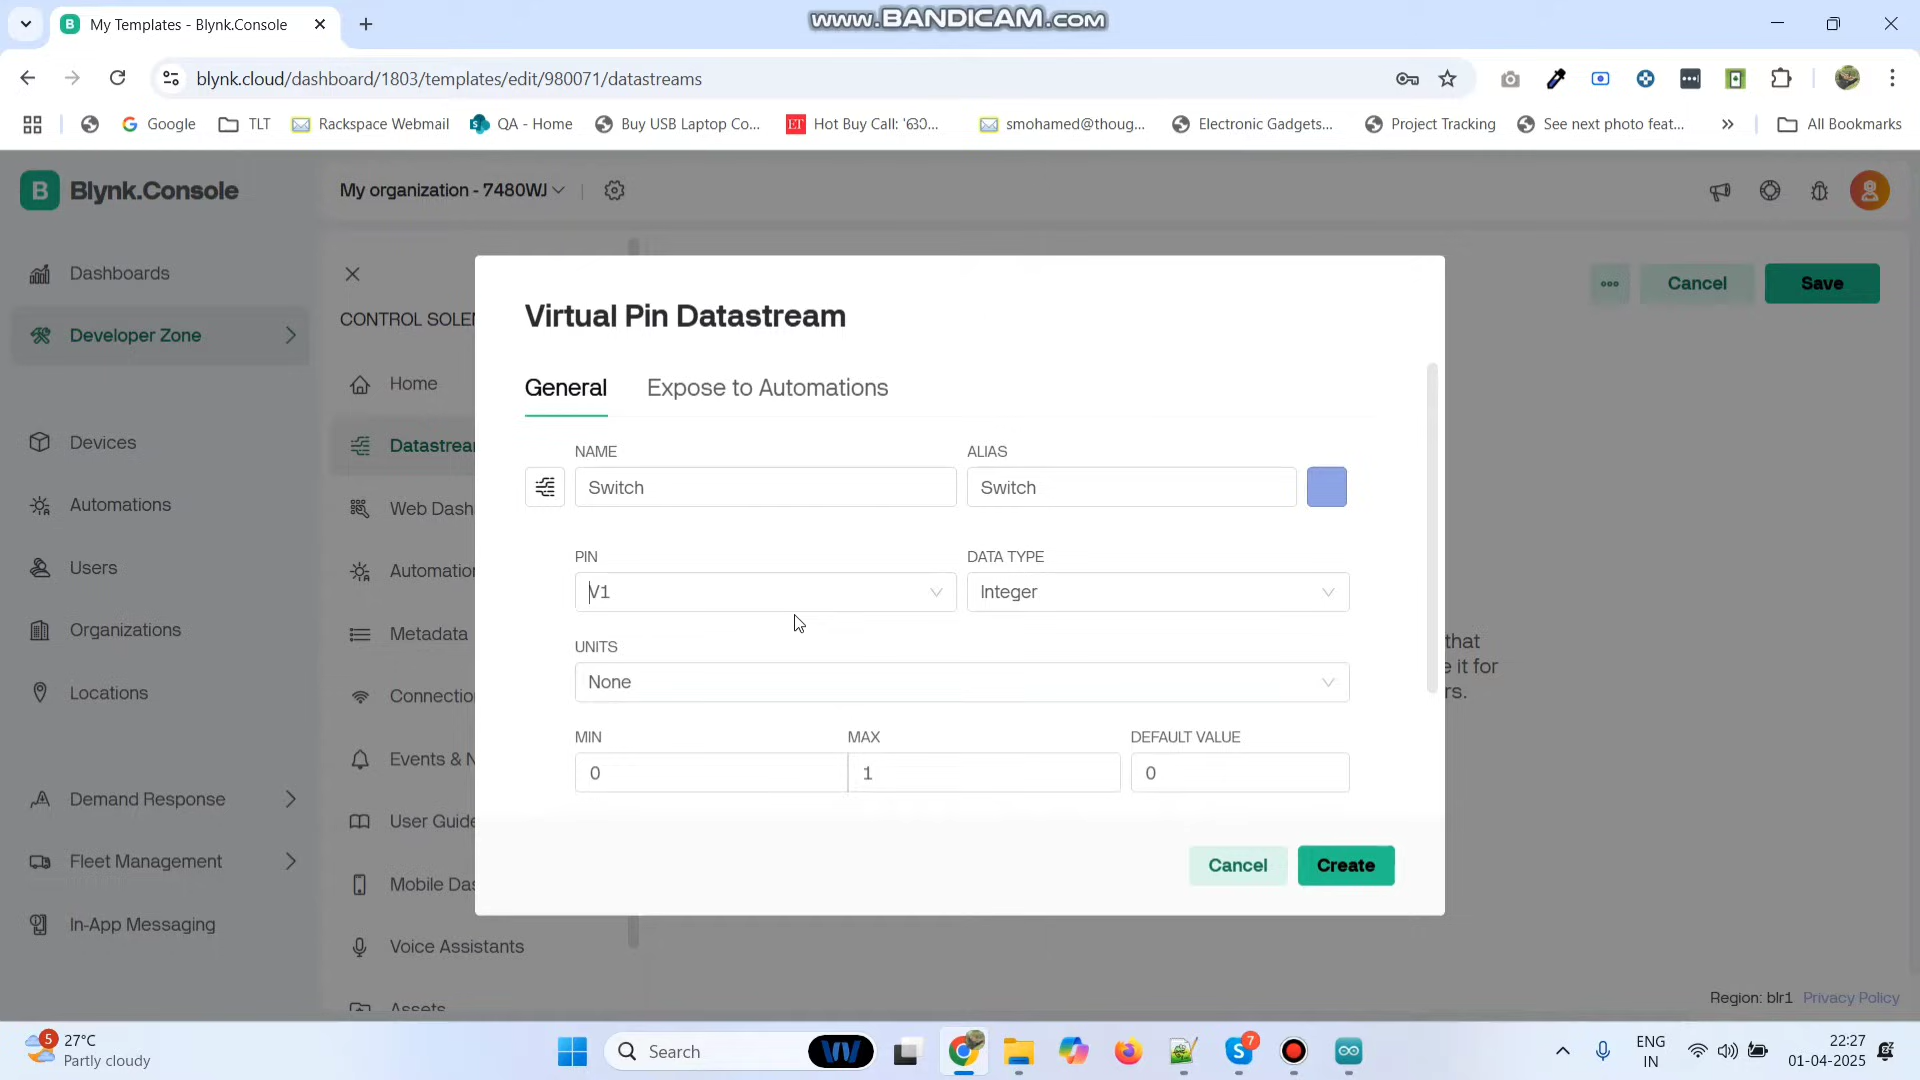 My Templates - Blynk.Console
www.BANDICAM.com
blynk.cloud/dashboard/1803/templates/edit/980071/datastreams
Google
TLT
Rackspace Webmail
QA - Home
Buy USB Laptop Co...
ET
Hot Buy Call: '630...
smohamed@thoug...
Electronic Gadgets...
Project Tracking
See next photo feat...
All Bookmarks
B
Blynk.Console
My organization - 7480WJ
Dashboards
Developer Zone
Devices
Automations
Users
Organizations
Locations
Demand Response
Fleet Management
In-App Messaging
CONTROL SOLEN
Home
Datastream
Web Dash
Automation
Metadata
Connectio
Events & N
User Guide
Mobile Das
Voice Assistants
Assets
Cancel
Save
Virtual Pin Datastream
General
Expose to Automations
NAME
ALIAS
Switch
Switch
PIN
DATA TYPE
V1
Integer
UNITS
None
MIN
MAX
DEFAULT VALUE
0
1
0
Cancel
Create
that
e it for
rs.
Region: blr1
Privacy Policy
5
27°C
Partly cloudy
Search
7
ENG
IN
22:27
01-04-2025